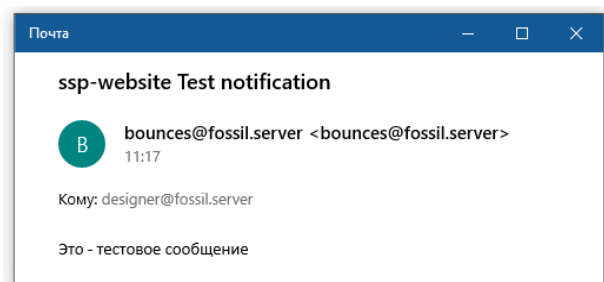 Почта
ssp-website Test notification
B
bounces@fossil.server <bounces@fossil.server>
11:17
Кому: designer@fossil.server
Это - тестовое сообщение